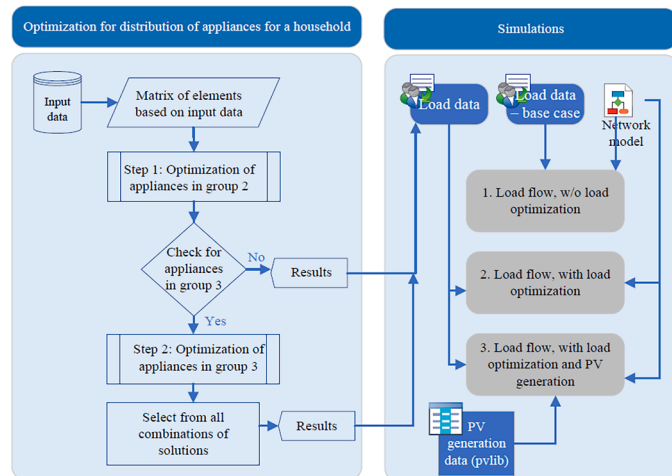 Optimization for distribution of appliances for a household
Input
data
Matrix of elements
based on input data
Step 1: Optimization of
appliances in group 2
Check for
appliances
in group 3
No
Results
Yes
Step 2: Optimization of
appliances in group 3
Select from all
combinations of
solutions
Results
Simulations
Load data
Load data
– base case
Network
model
1. Load flow, w/o load
optimization
2. Load flow, with load
optimization
3. Load flow, with load
optimization and PV
generation
PV
generation
data (pvlib)